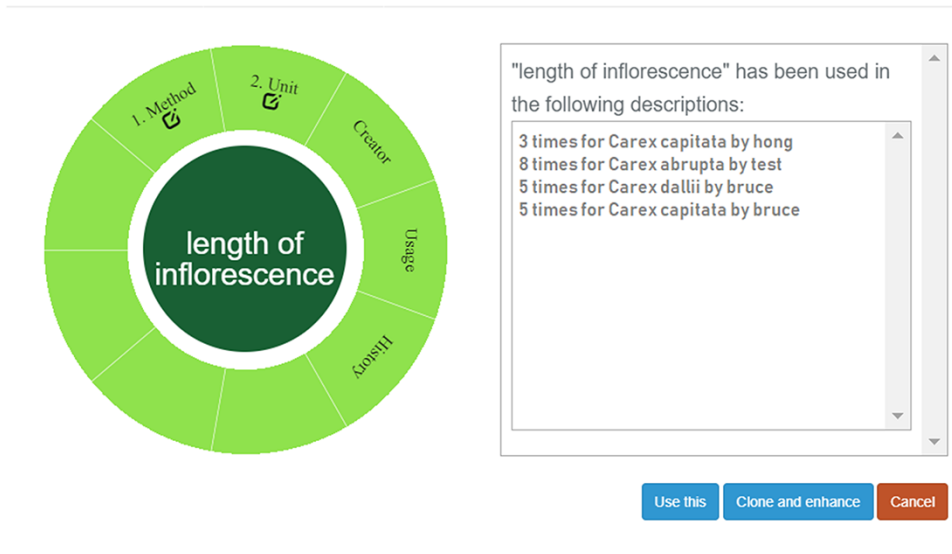 1. Method
2. Unit
Creator
Usage
History
length of
inflorescence
"length of inflorescence" has been used in
the following descriptions:
3 times for Carex capitata by hong
8 times for Carex abrupta by test
5 times for Carex dallii by bruce
5 times for Carex capitata by bruce
Use this
Clone and enhance
Cancel